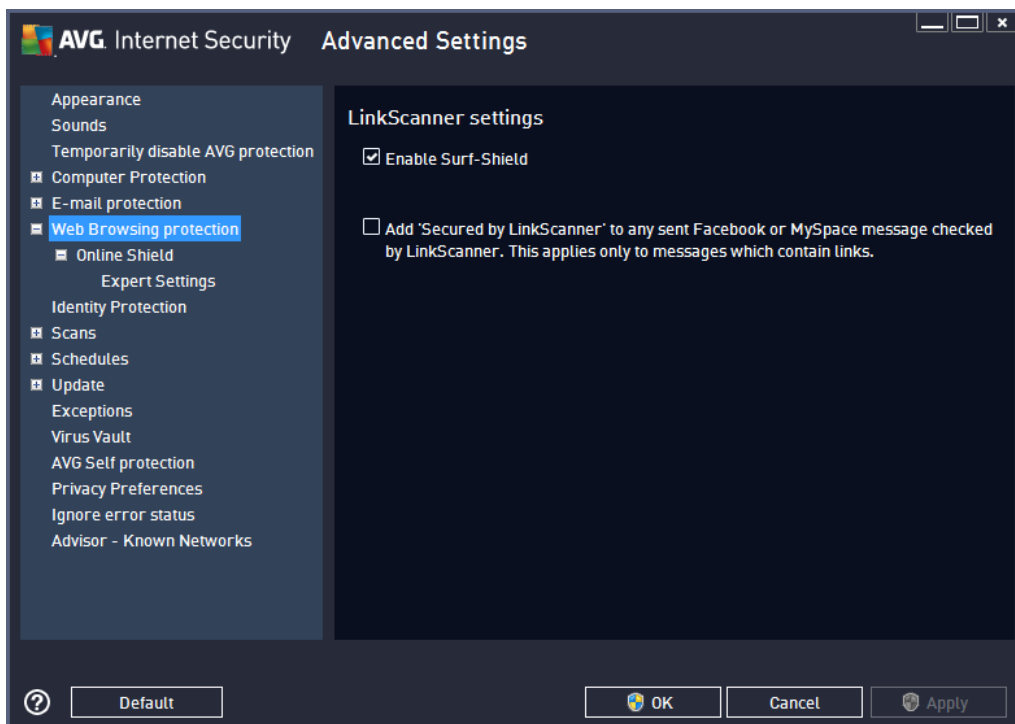 AVG. Internet Security
Advanced Settings
Appearance
Sounds
Temporarily disable AVG protection
Computer Protection
E-mail protection
Web Browsing protection
Online Shield
Expert Settings
Identity Protection
Scans
Schedules
Update
Exceptions
Virus Vault
AVG Self protection
Privacy Preferences
Ignore error status
Advisor - Known Networks
LinkScanner settings
Enable Surf-Shield
Add 'Secured by LinkScanner' to any sent Facebook or MySpace message checked
by LinkScanner. This applies only to messages which contain links.
Default
OK
Cancel
Apply